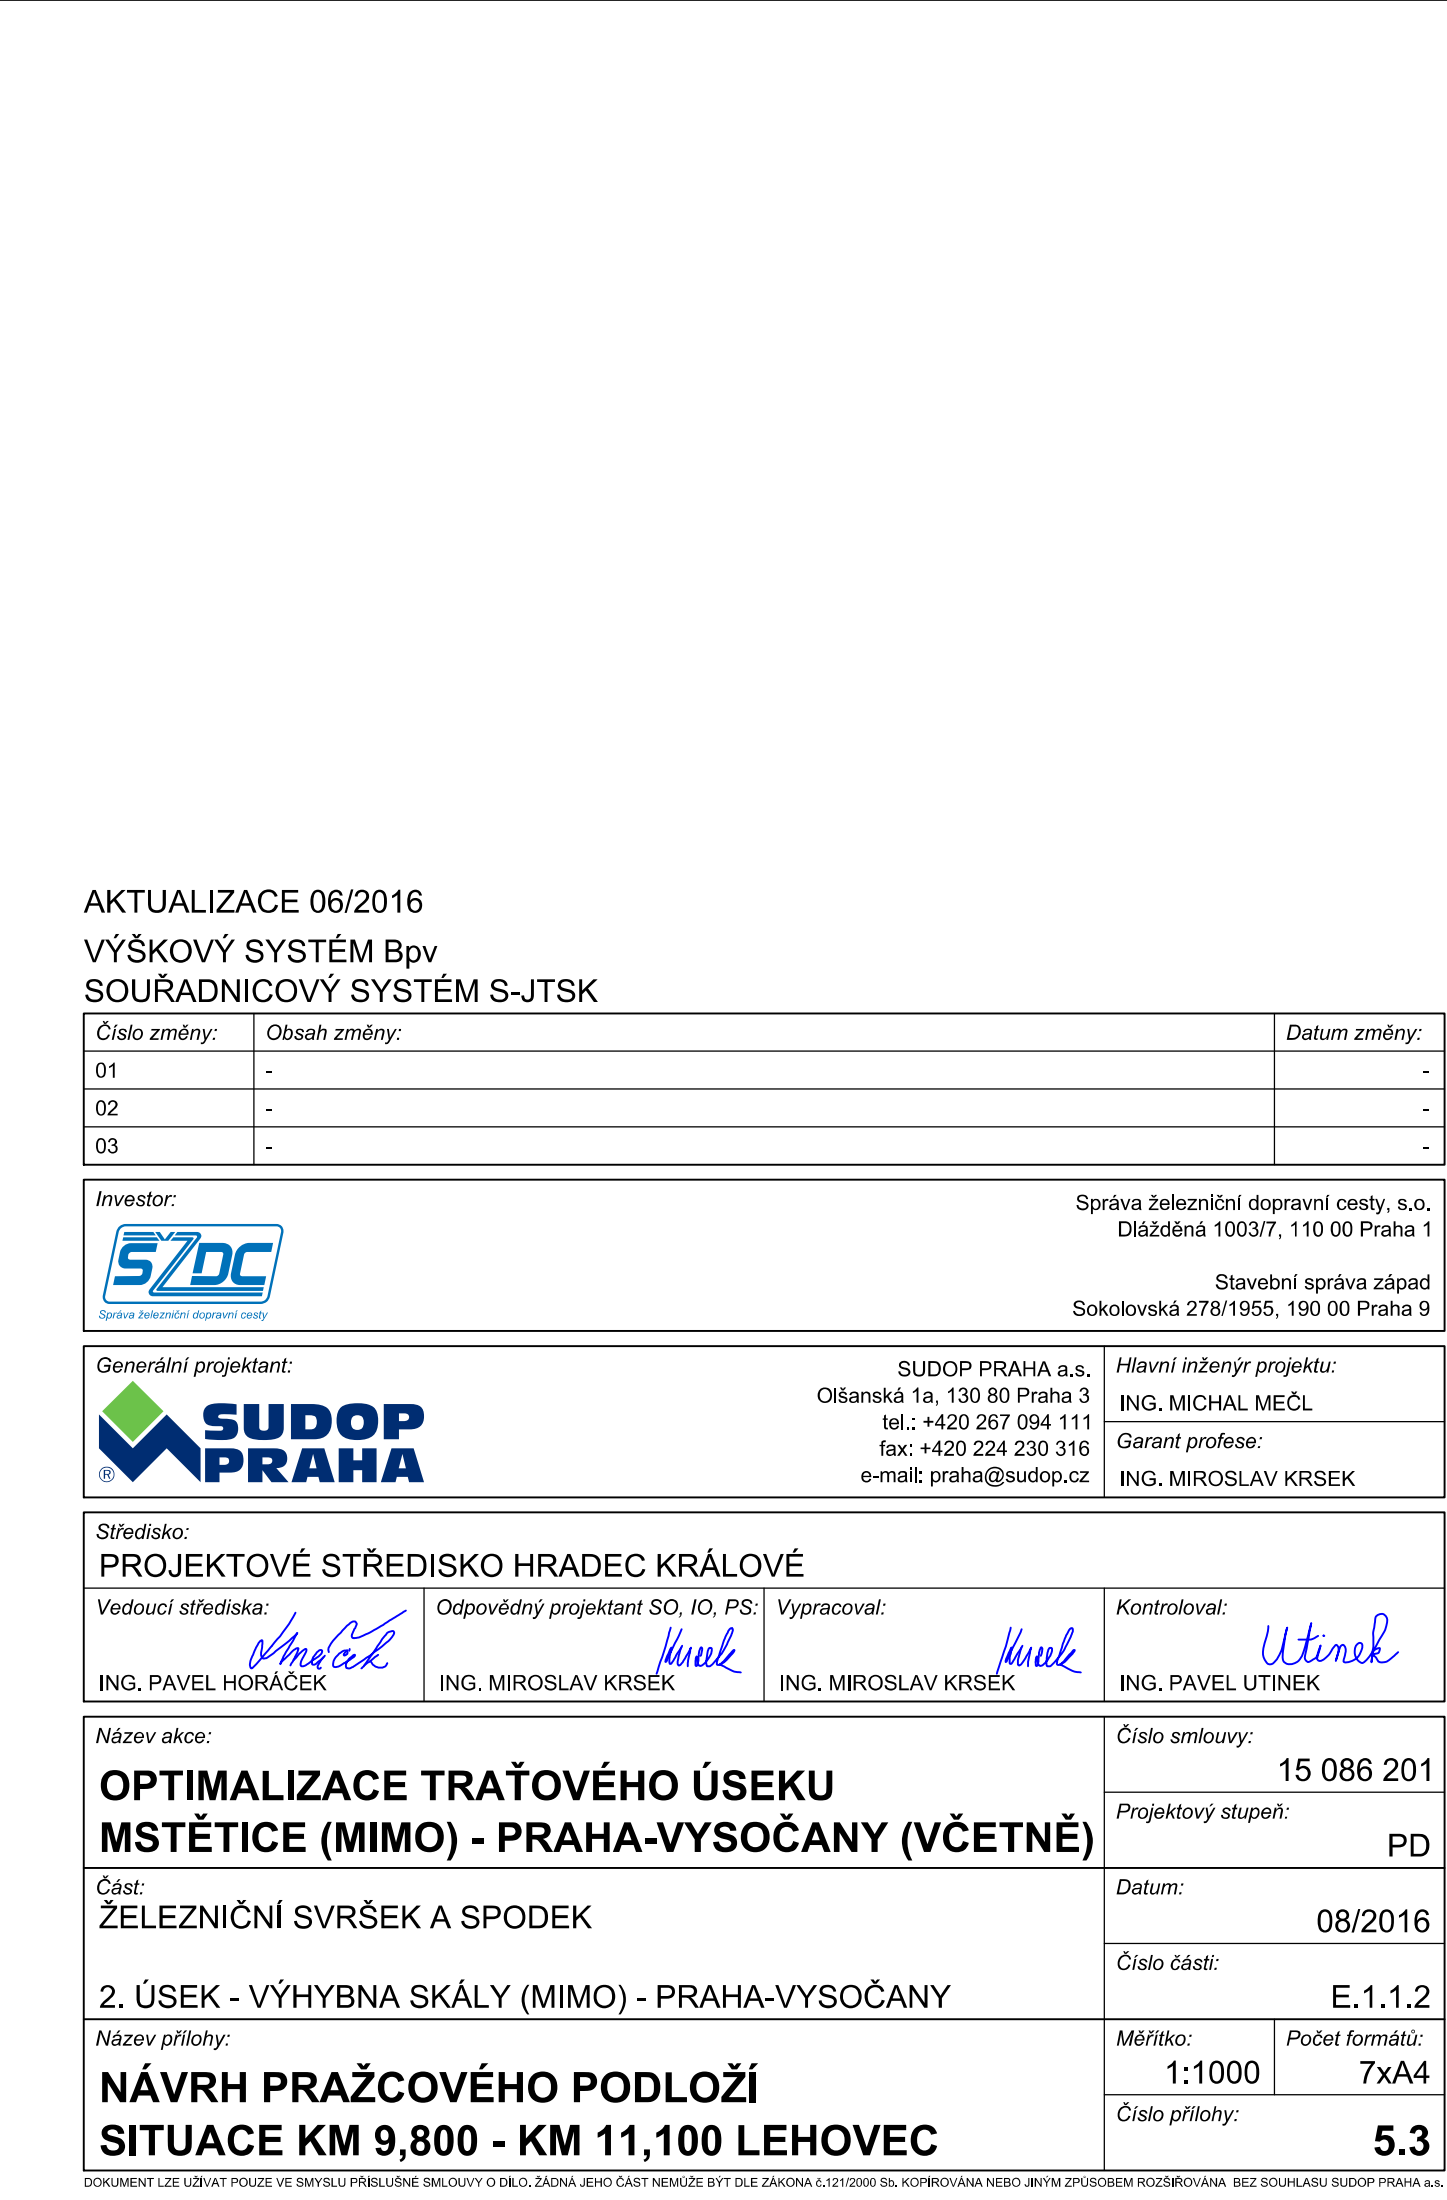 AKTUALIZACE 06/2016
VÝŠKOVÝ SYSTÉM Bpv
SOUŘADNICOVÝ SYSTÉM S-JTSK
Číslo změny: Obsah změny: Datum změny:
01 - -
02 - -
03 - -
Investor:
ŠŽDC
Správa železniční dopravní cesty
Správa železniční dopravní cesty, s.o.
Dlážděná 1003/7, 110 00 Praha 1
Stavební správa západ
Sokolovská 278/1955, 190 00 Praha 9
Generální projektant:
SUDOP
PRAHA
®
SUDOP PRAHA a.s.
Olšanská 1a, 130 80 Praha 3
tel.: +420 267 094 111
fax: +420 224 230 316
e-mail: praha@sudop.cz
Hlavní inženýr projektu:
ING. MICHAL MEČL
Garant profese:
ING. MIROSLAV KRSEK
Středisko:
PROJEKTOVÉ STŘEDISKO HRADEC KRÁLOVÉ
Vedoucí střediska:
Horáček
ING. PAVEL HORÁČEK
Odpovědný projektant SO, IO, PS:
Krsek
ING. MIROSLAV KRSEK
Vypracoval:
Krsek
ING. MIROSLAV KRSEK
Kontroloval:
Utinek
ING. PAVEL UTINEK
Název akce:
OPTIMALIZACE TRAŤOVÉHO ÚSEKU
MSTĚTICE (MIMO) - PRAHA-VYSOČANY (VČETNĚ)
Číslo smlouvy:
15 086 201
Projektový stupeň:
PD
Část:
ŽELEZNIČNÍ SVRŠEK A SPODEK
2. ÚSEK - VÝHYBNA SKÁLY (MIMO) - PRAHA-VYSOČANY
Datum:
08/2016
Číslo části:
E.1.1.2
Název přílohy:
NÁVRH PRAŽCOVÉHO PODLOŽÍ
SITUACE KM 9,800 - KM 11,100 LEHOVEC
Měřítko:
1:1000
Počet formátů:
7xA4
Číslo přílohy:
5.3
DOKUMENT LZE UŽÍVAT POUZE VE SMYSLU PŘÍSLUŠNÉ SMLOUVY O DÍLO. ŽÁDNÁ JEHO ČÁST NEMŮŽE BÝT DLE ZÁKONA č.121/2000 Sb. KOPÍROVÁNA NEBO JINÝM ZPŮSOBEM ROZŠIŘOVÁNA BEZ SOUHLASU SUDOP PRAHA a.s.